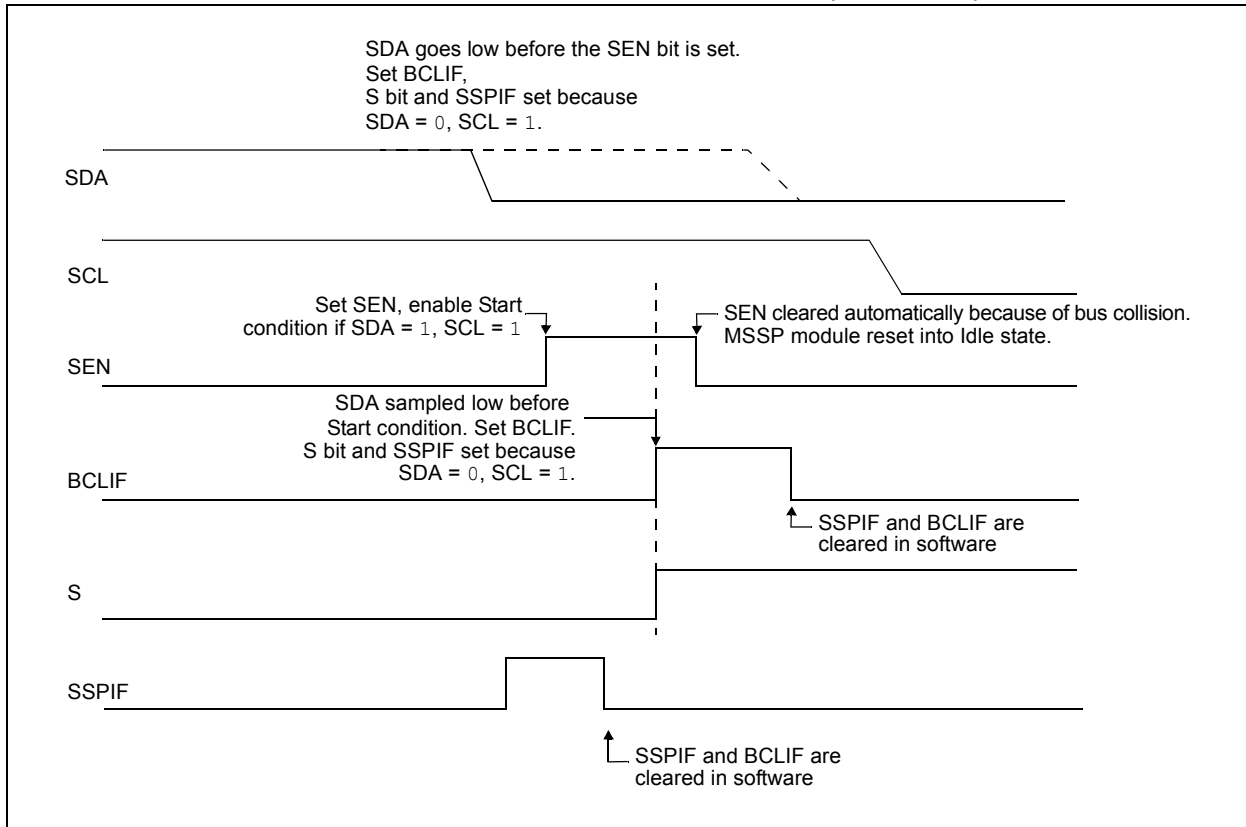 SDA goes low before the SEN bit is set.
Set BCLIF,
S bit and SSPIF set because
SDA = 0, SCL = 1.
SDA
SCL
Set SEN, enable Start
condition if SDA = 1, SCL = 1
SEN cleared automatically because of bus collision.
MSSP module reset into Idle state.
SEN
SDA sampled low before
Start condition. Set BCLIF.
S bit and SSPIF set because
SDA = 0, SCL = 1.
BCLIF
SSPIF and BCLIF are
cleared in software
S
SSPIF
SSPIF and BCLIF are
cleared in software